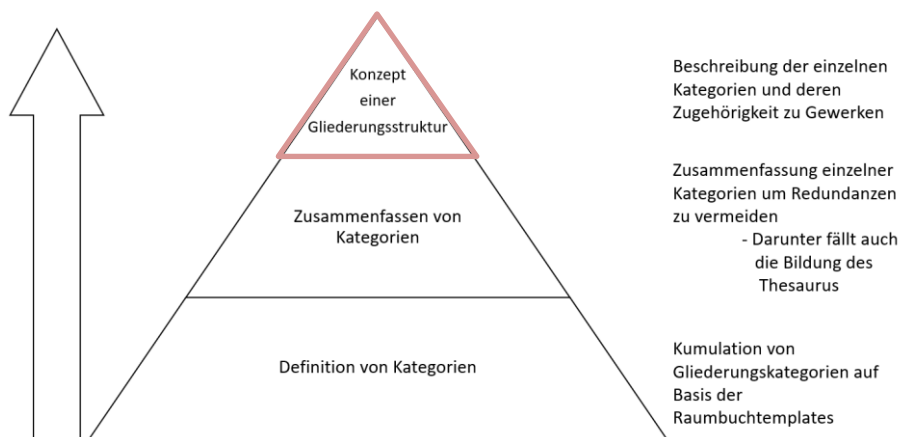 Konzept
einer
Gliederungsstruktur
Beschreibung der einzelnen
Kategorien und deren
Zugehörigkeit zu Gewerken
Zusammenfassen von
Kategorien
Zusammenfassung einzelner
Kategorien um Redundanzen
zu vermeiden
- Darunter fällt auch
die Bildung des
Thesaurus
Definition von Kategorien
Kumulation von
Gliederungskategorien auf
Basis der
Raumbuchtemplates